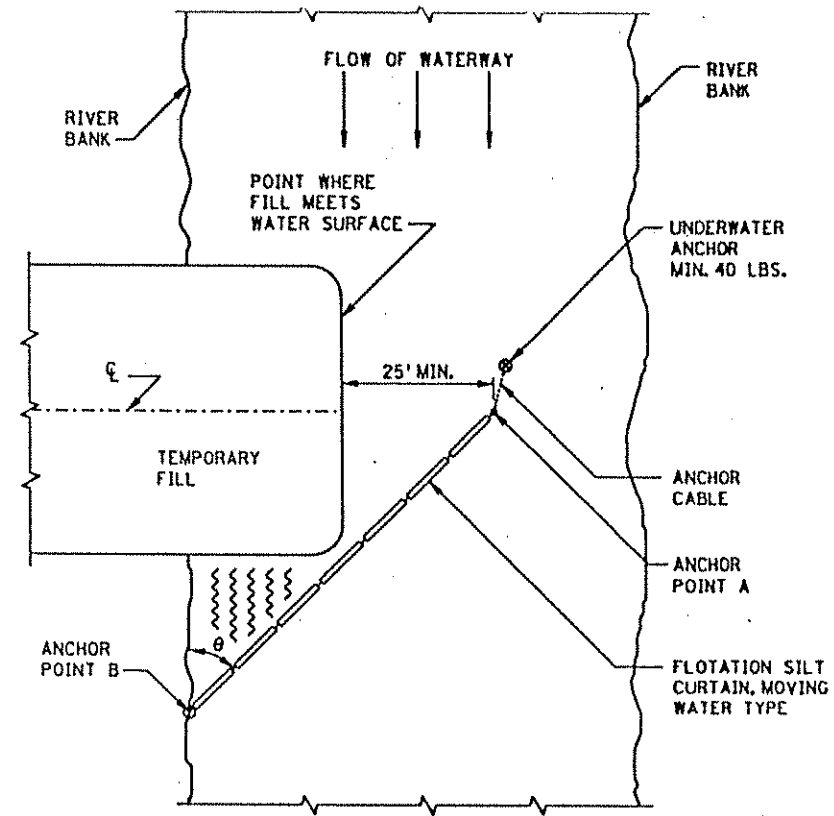 FLOW OF WATERWAY
RIVER
BANK
RIVER
BANK
POINT WHERE
FILL MEETS
WATER SURFACE
UNDERWATER
ANCHOR
MIN. 40 LBS.
25' MIN.
℄
TEMPORARY
FILL
ANCHOR
CABLE
ANCHOR
POINT A
θ
ANCHOR
POINT B
FLOTATION SILT
CURTAIN, MOVING
WATER TYPE